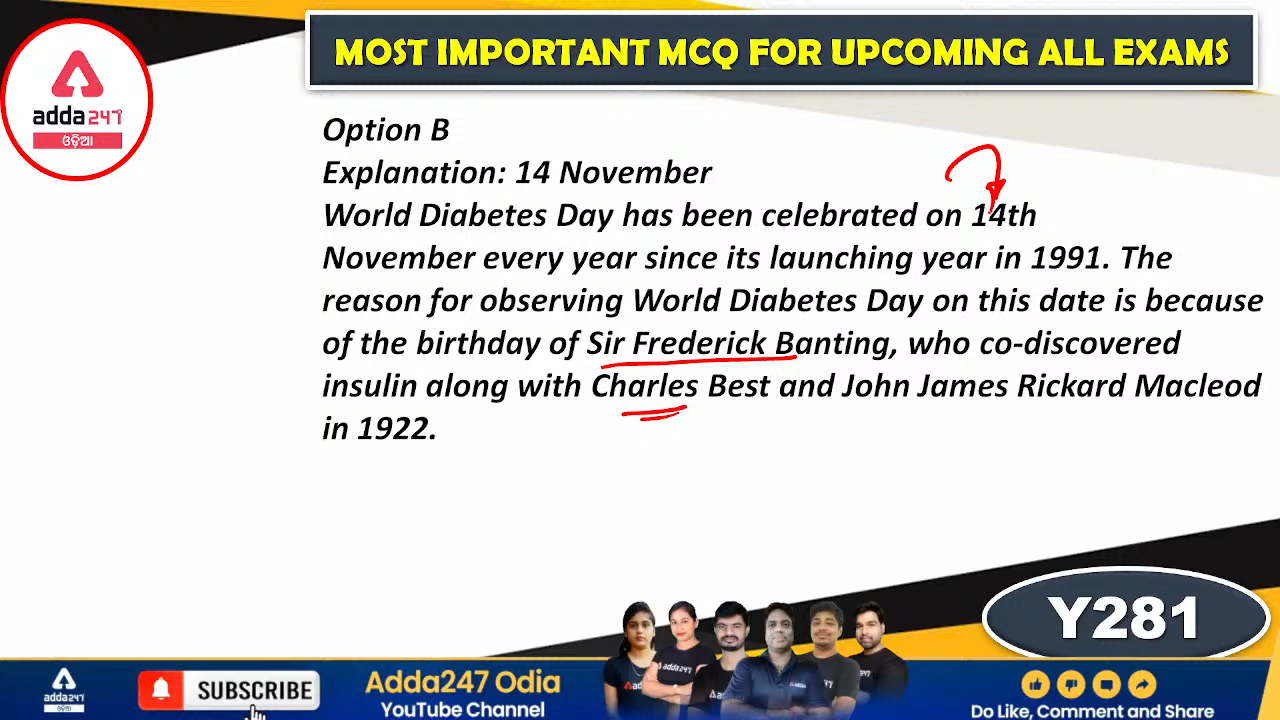 MOST IMPORTANT MCQ FOR UPCOMING ALL EXAMS
adda247
ଓଡ଼ିଆ
Option B
Explanation: 14 November
World Diabetes Day has been celebrated on 14th
November every year since its launching year in 1991. The
reason for observing World Diabetes Day on this date is because
of the birthday of Sir Frederick Banting, who co-discovered
insulin along with Charles Best and John James Rickard Macleod
in 1922.
Y281
adda247
ଓଡ଼ିଆ
SUBSCRIBE
Adda247 Odia
YouTube Channel
Do Like, Comment and Share